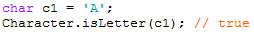 char c1 = 'A';
Character.isLetter(c1); // true